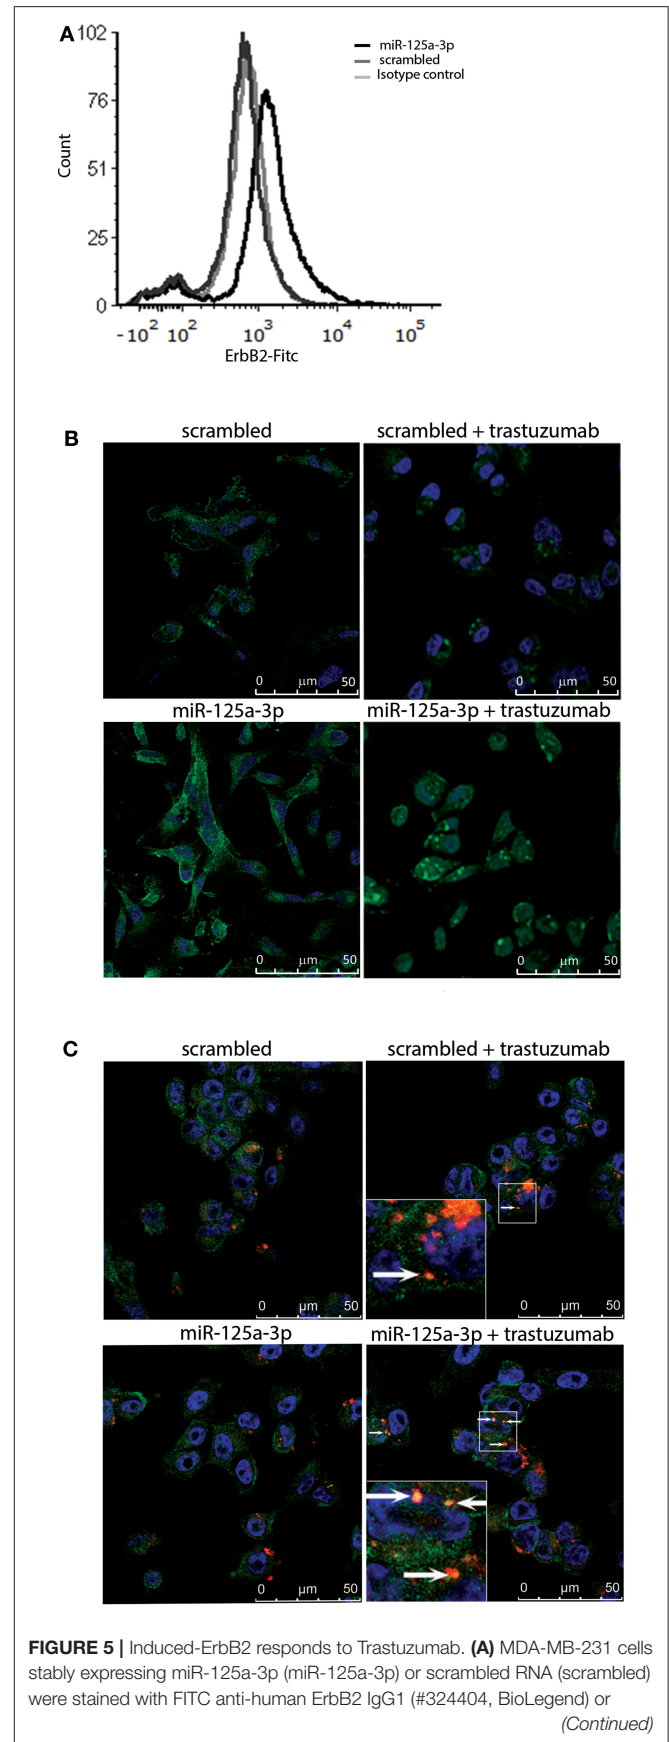 A
102
76
51
25
0
Count
miR-125a-3p
scrambled
Isotype control
-10² 10² 10³ 10⁴ 10⁵
ErbB2-Fitc
B
scrambled
scrambled + trastuzumab
0 µm 50
0 µm 50
miR-125a-3p
miR-125a-3p + trastuzumab
0 µm 50
0 µm 50
C
scrambled
scrambled + trastuzumab
0 µm 50
0 µm 50
miR-125a-3p
miR-125a-3p + trastuzumab
0 µm 50
0 µm 50
FIGURE 5 | Induced-ErbB2 responds to Trastuzumab. (A) MDA-MB-231 cells
stably expressing miR-125a-3p (miR-125a-3p) or scrambled RNA (scrambled)
were stained with FITC anti-human ErbB2 IgG1 (#324404, BioLegend) or
(Continued)